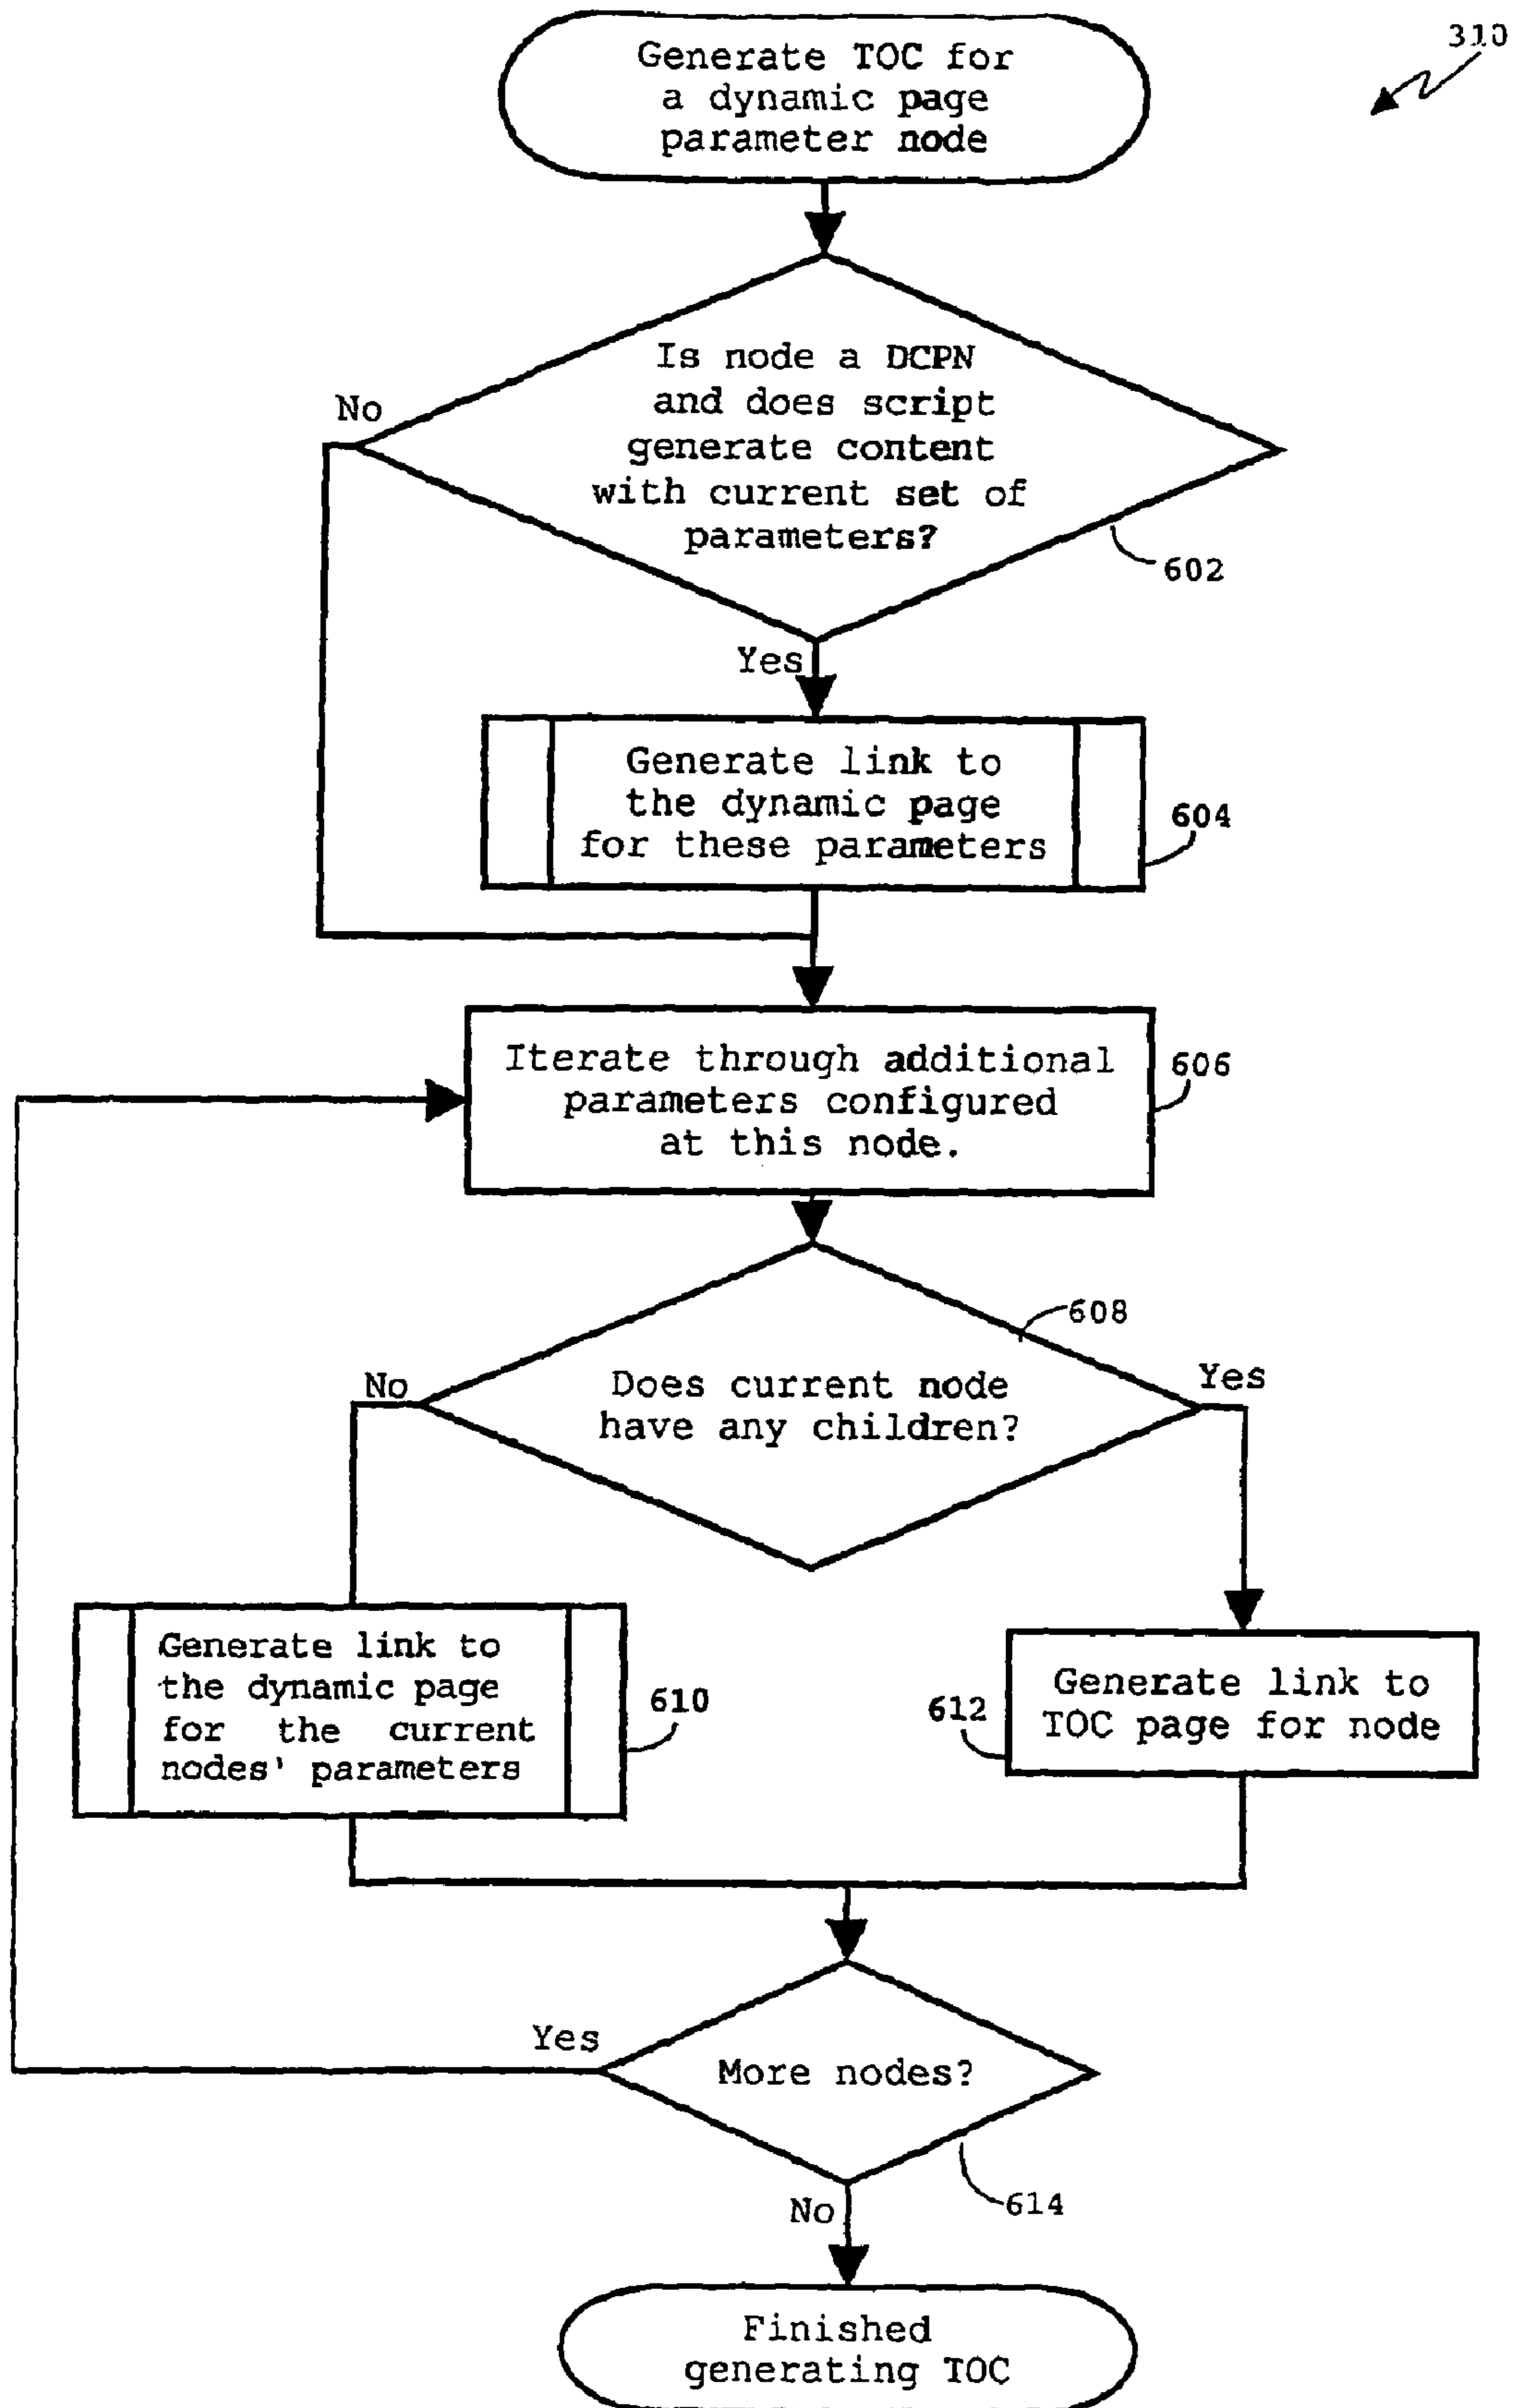 310
Generate TOC for
a dynamic page
parameter node
Is node a DCPN
and does script
generate content
with current set of
parameters?
No
602
Yes
Generate link to
the dynamic page
for these parameters
604
Iterate through additional
parameters configured
at this node.
606
608
No
Does current node
have any children?
Yes
Generate link to
the dynamic page
for the current
nodes' parameters
610
612
Generate link to
TOC page for node
Yes
More nodes?
614
No
Finished
generating TOC